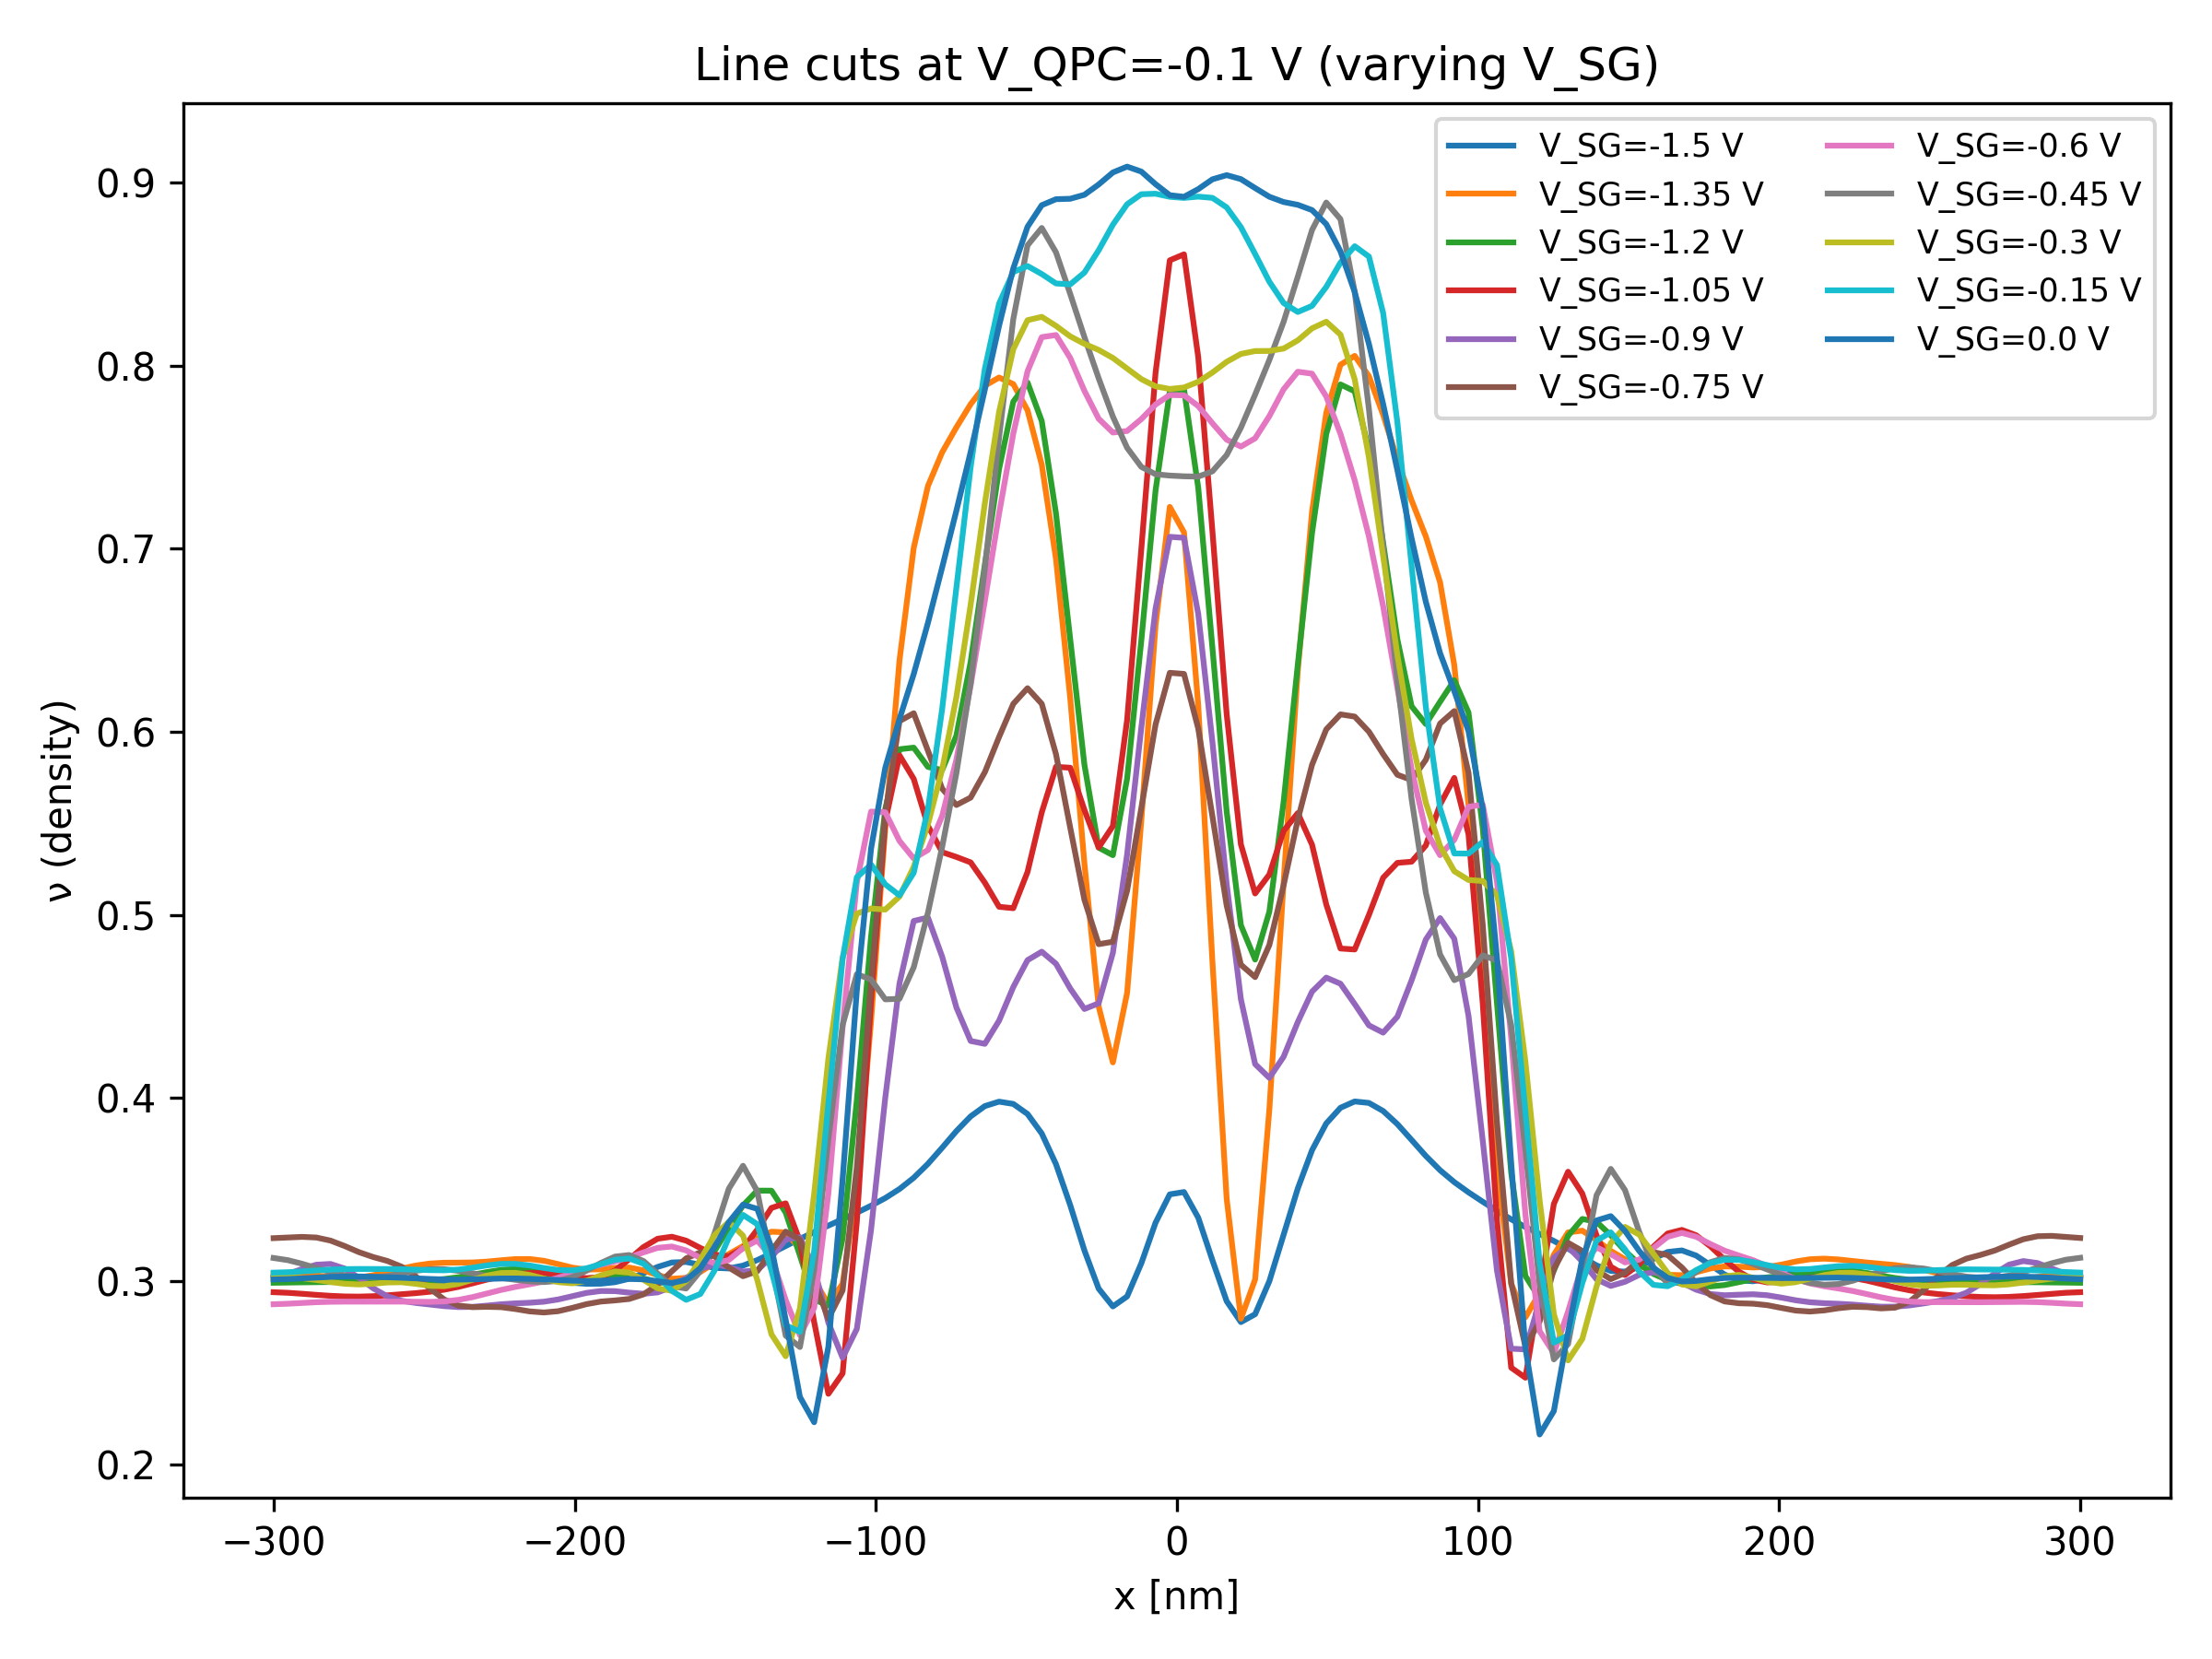 Line cuts at V_QPC=-0.1 V (varying V_SG)
V_SG=-1.5 V
V_SG=-1.35 V
V_SG=-1.2 V
V_SG=-1.05 V
V_SG=-0.9 V
V_SG=-0.75 V
V_SG=-0.6 V
V_SG=-0.45 V
V_SG=-0.3 V
V_SG=-0.15 V
V_SG=0.0 V
ν (density)
0.9
0.8
0.7
0.6
0.5
0.4
0.3
0.2
−300
−200
−100
0
100
200
300
x [nm]